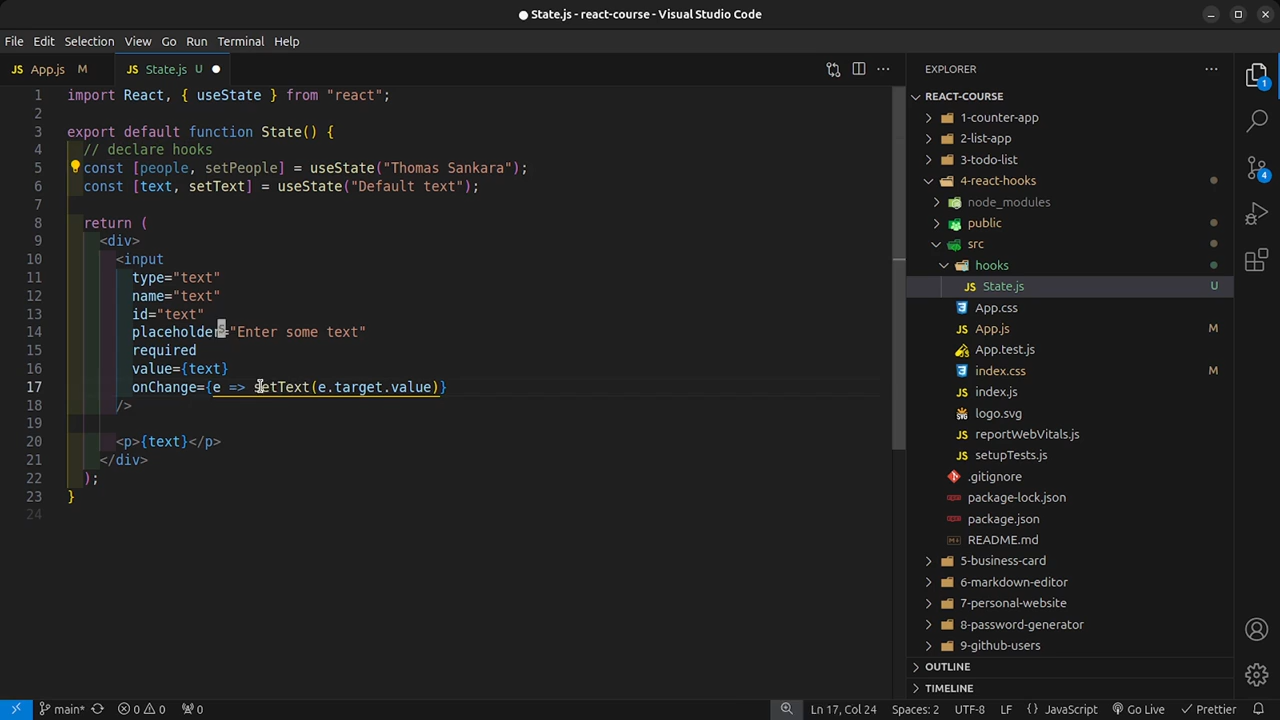 State.js - react-course - Visual Studio Code
File Edit Selection View Go Run Terminal Help
JS App.js M
JS State.js U
EXPLORER
1 import React, { useState } from "react";
2
3 export default function State() {
4 // declare hooks
5 const [people, setPeople] = useState("Thomas Sankara");
6 const [text, setText] = useState("Default text");
7
8 return (
9 <div>
10 <input
11 type="text"
12 name="text"
13 id="text"
14 placeholder="Enter some text"
15 required
16 value={text}
17 onChange={e => setText(e.target.value)}
18 />
19
20 <p>{text}</p>
21 </div>
22 );
23 }
24
REACT-COURSE
1-counter-app
2-list-app
3-todo-list
4-react-hooks
node_modules
public
src
hooks
JS State.js U
App.css
JS App.js
App.test.js
index.css
JS index.js
logo.svg
JS reportWebVitals.js
JS setupTests.js
.gitignore
package-lock.json
package.json
README.md
5-business-card
6-markdown-editor
7-personal-website
8-password-generator
9-github-users
OUTLINE
TIMELINE
1
4
main* 0 0 0
Ln 17, Col 24 Spaces: 2 UTF-8 LF {} JavaScript Go Live Prettier